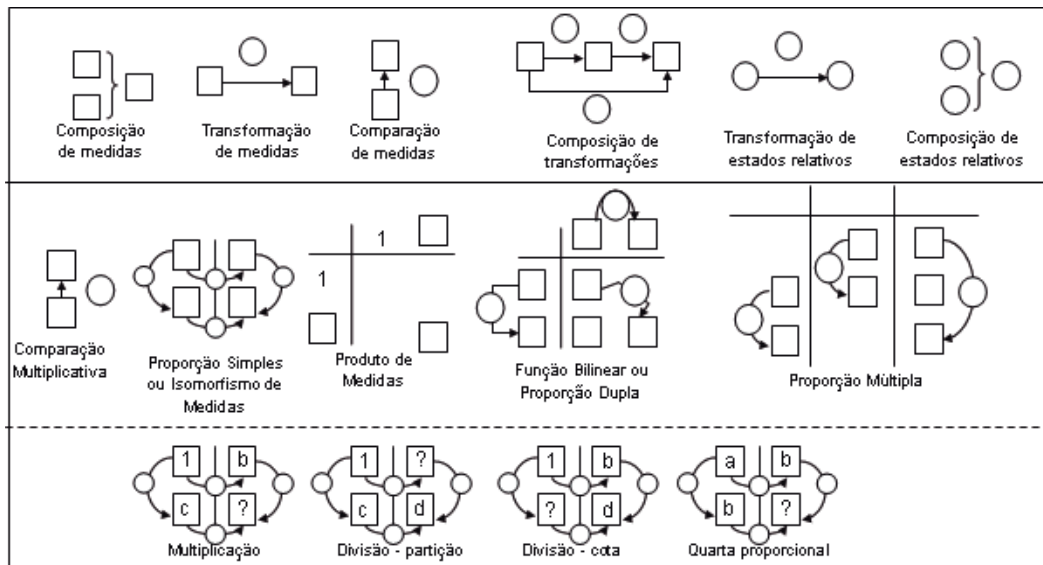 Composição
de medidas
Transformação
de medidas
Comparação
de medidas
Composição de
transformações
Transformação de
estados relativos
Composição de
estados relativos
1
1
Comparação
Multiplicativa
Proporção Simples
ou Isomorfismo de
Medidas
Produto de
Medidas
Função Bilinear ou
Proporção Dupla
Proporção Múltipla
1 b
c ?
Multiplicação
1 ?
c d
Divisão - partição
1 b
? d
Divisão - cota
a b
b ?
Quarta proporcional